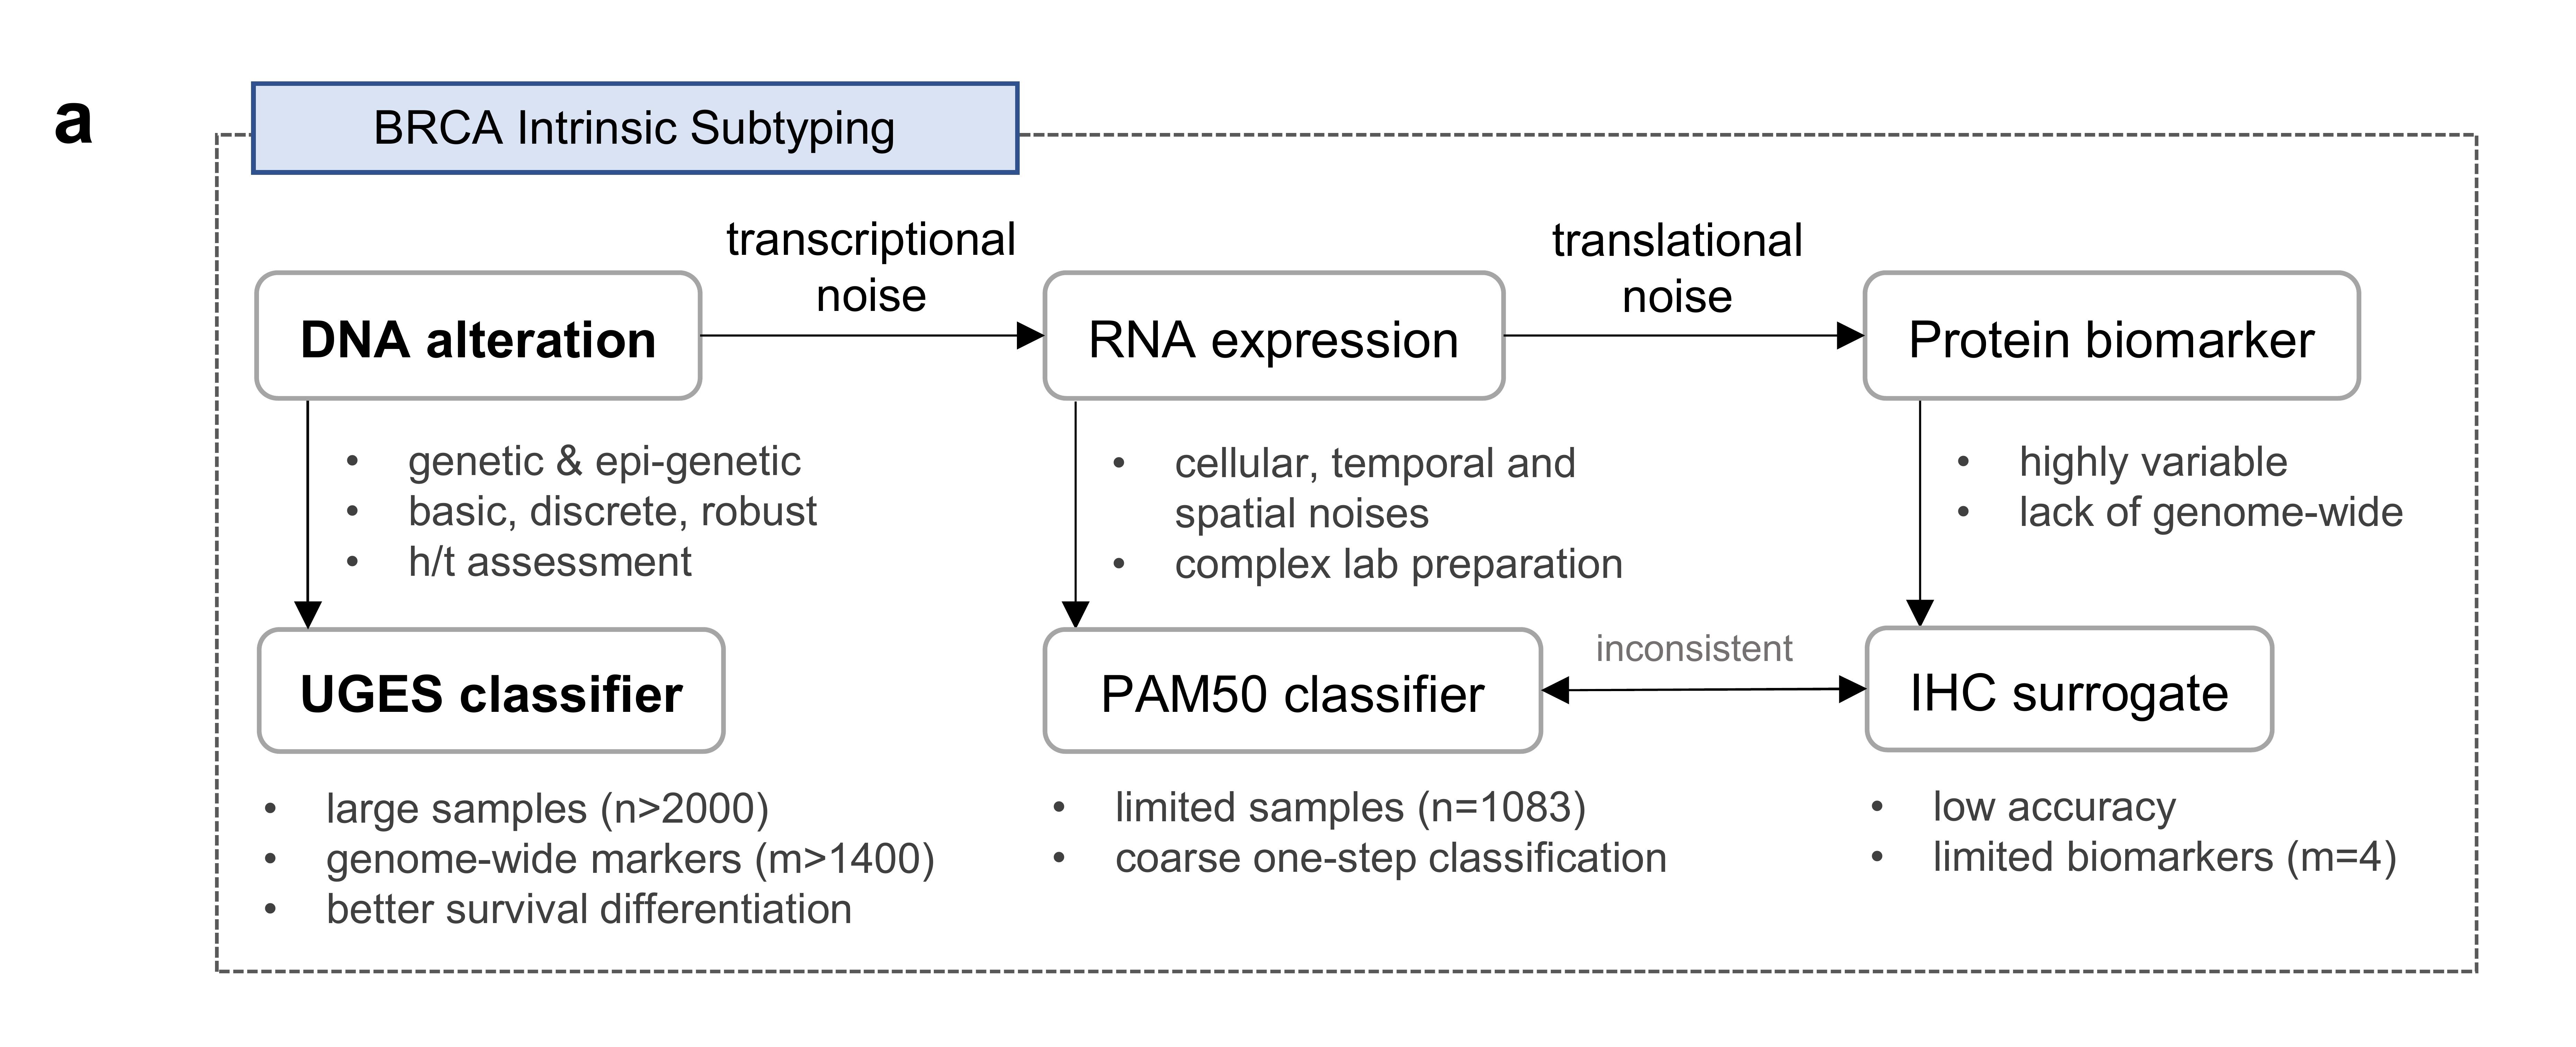 a
BRCA Intrinsic Subtyping
transcriptional
noise
translational
noise
DNA alteration
RNA expression
Protein biomarker
• genetic & epi-genetic
• basic, discrete, robust
• h/t assessment
• cellular, temporal and
spatial noises
• complex lab preparation
• highly variable
• lack of genome-wide
UGES classifier
PAM50 classifier
inconsistent
IHC surrogate
• large samples (n>2000)
• genome-wide markers (m>1400)
• better survival differentiation
• limited samples (n=1083)
• coarse one-step classification
• low accuracy
• limited biomarkers (m=4)